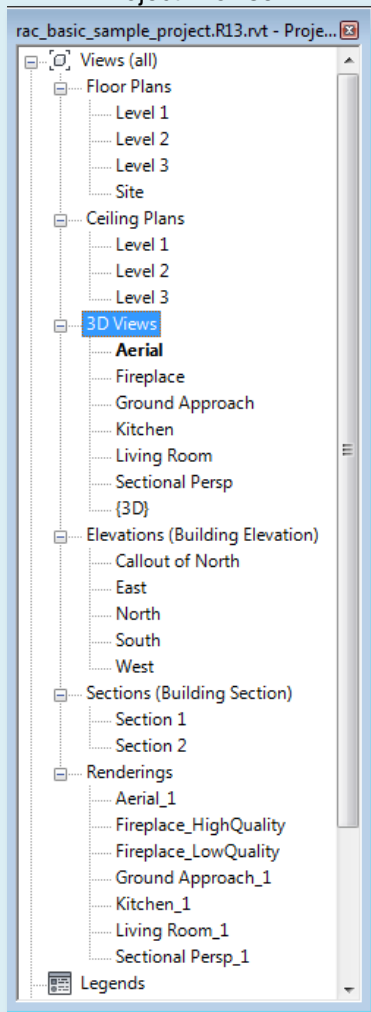 rac_basic_sample_project.R13.rvt - Proje...
Views (all)
Floor Plans
Level 1
Level 2
Level 3
Site
Ceiling Plans
Level 1
Level 2
Level 3
3D Views
Aerial
Fireplace
Ground Approach
Kitchen
Living Room
Sectional Persp
{3D}
Elevations (Building Elevation)
Callout of North
East
North
South
West
Sections (Building Section)
Section 1
Section 2
Renderings
Aerial_1
Fireplace_HighQuality
Fireplace_LowQuality
Ground Approach_1
Kitchen_1
Living Room_1
Sectional Persp_1
Legends